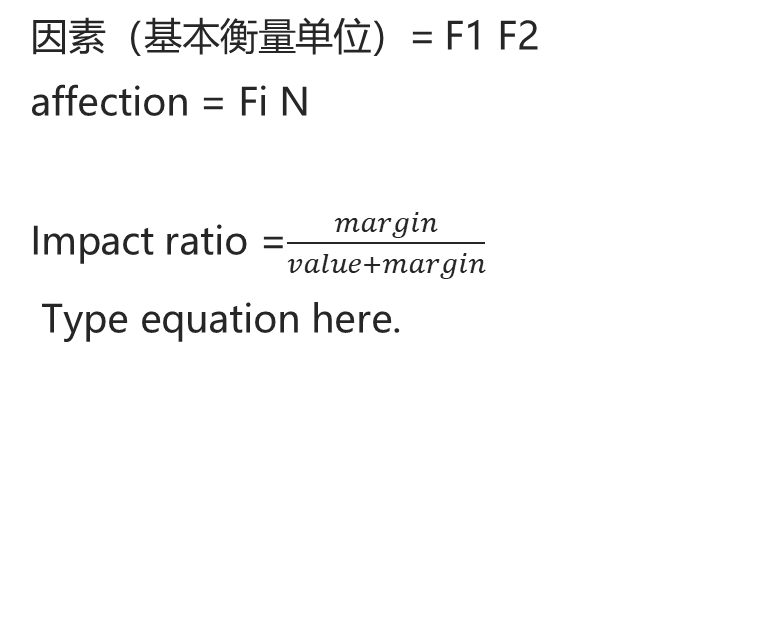 因素（基本衡量单位）= F1 F2
affection = Fi N
Impact ratio = margin / value+margin
Type equation here.